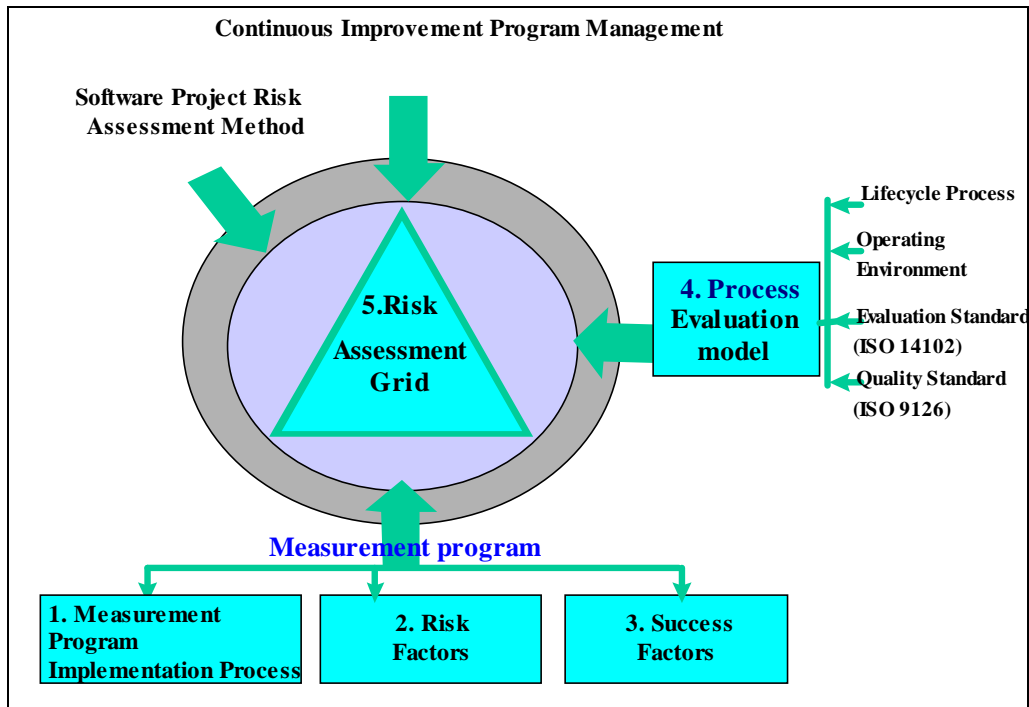 Continuous Improvement Program Management
Software Project Risk
Assessment Method
Lifecycle Process
Operating
Environment
4. Process
Evaluation
model
Evaluation Standard
(ISO 14102)
Quality Standard
(ISO 9126)
5.Risk
Assessment
Grid
Measurement program
1. Measurement
Program
Implementation Process
2. Risk
Factors
3. Success
Factors